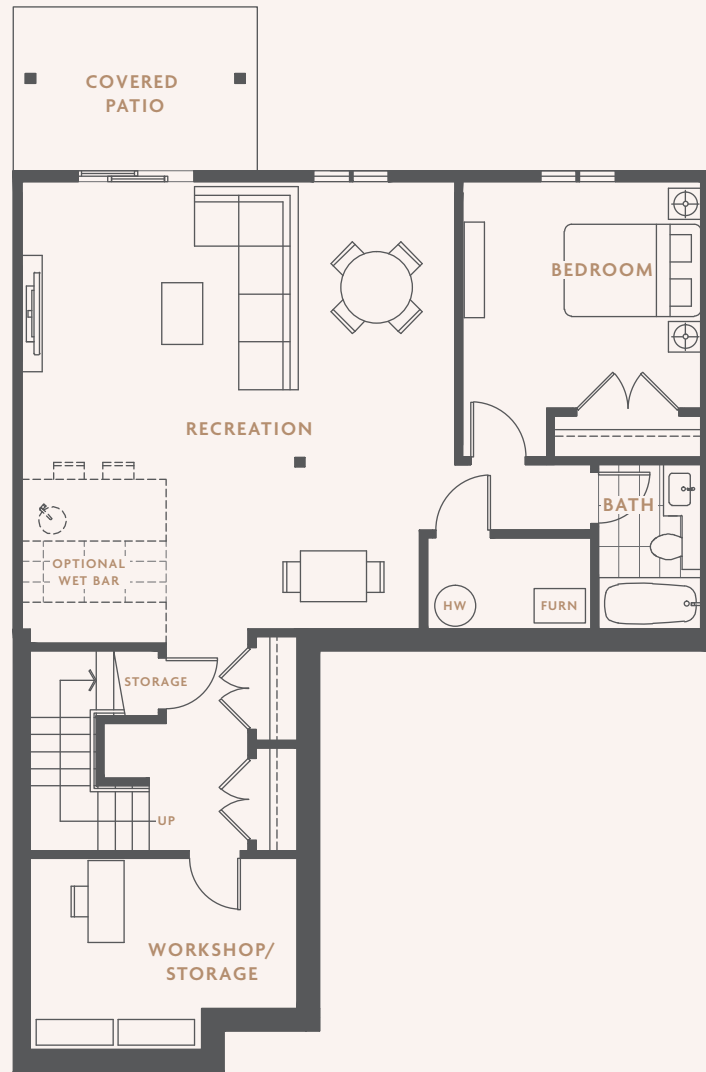 COVERED
PATIO
BEDROOM
RECREATION
BATH
OPTIONAL
WET BAR
HW
FURN
STORAGE
UP
WORKSHOP/
STORAGE